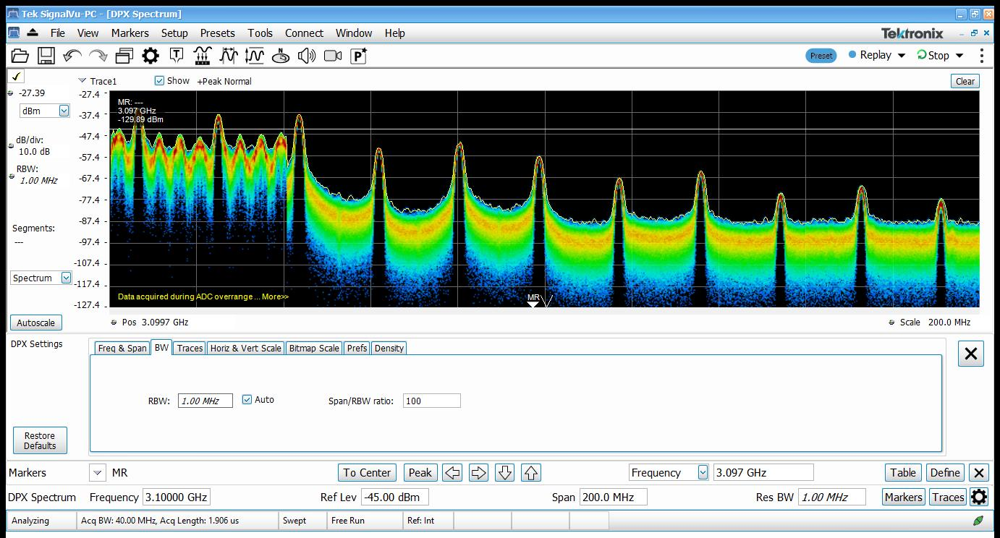 Tek SignalVu-PC - [DPX Spectrum]
File View Markers Setup Presets Tools Connect Window Help
Tektronix
T N P* Preset Replay Stop
Trace1 Show +Peak Normal Clear
-27.39
dBm
dB/div:
10.0 dB
RBW:
1.00 MHz
Segments:
---
Spectrum
Autoscale
-27.4
-37.4
-47.4
-57.4
-67.4
-77.4
-87.4
-97.4
-107.4
-117.4
-127.4
MR: ---
3.097 GHz
-129.89 dBm
Data acquired during ADC overrange ... More>>
MR
Pos 3.0997 GHz Scale 200.0 MHz
DPX Settings
Freq & Span BW Traces Horiz & Vert Scale Bitmap Scale Prefs Density
RBW: 1.00 MHz Auto Span/RBW ratio: 100
Restore
Defaults
Markers MR To Center Peak Frequency 3.097 GHz Table Define
DPX Spectrum Frequency 3.10000 GHz Ref Lev -45.00 dBm Span 200.0 MHz Res BW 1.00 MHz Markers Traces
Analyzing Acq BW: 40.00 MHz, Acq Length: 1.906 us Swept Free Run Ref: Int